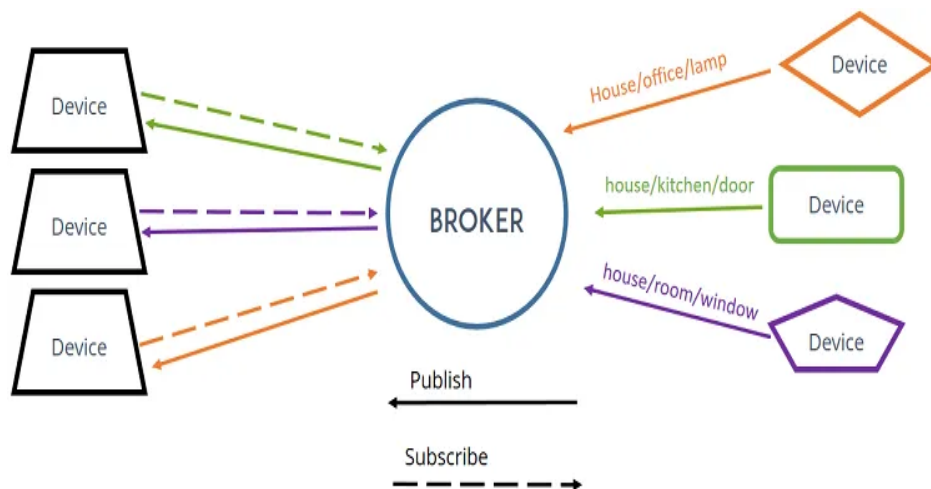 Device
Device
Device
BROKER
House/office/lamp
Device
house/kitchen/door
Device
house/room/window
Device
Publish
Subscribe